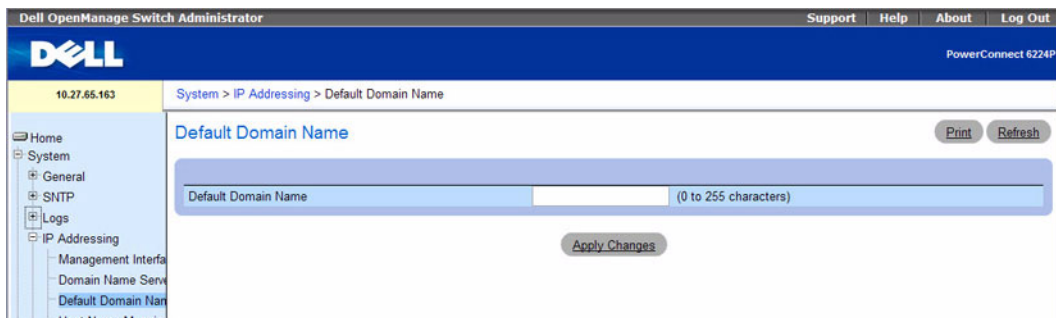 Dell OpenManage Switch Administrator Support Help About Log Out
DELL
PowerConnect 6224P
10.27.65.163
System > IP Addressing > Default Domain Name
Home
System
General
SNTP
Logs
IP Addressing
Management Interfa
Domain Name Serve
Default Domain Nam
Default Domain Name
Print Refresh
Default Domain Name (0 to 255 characters)
Apply Changes